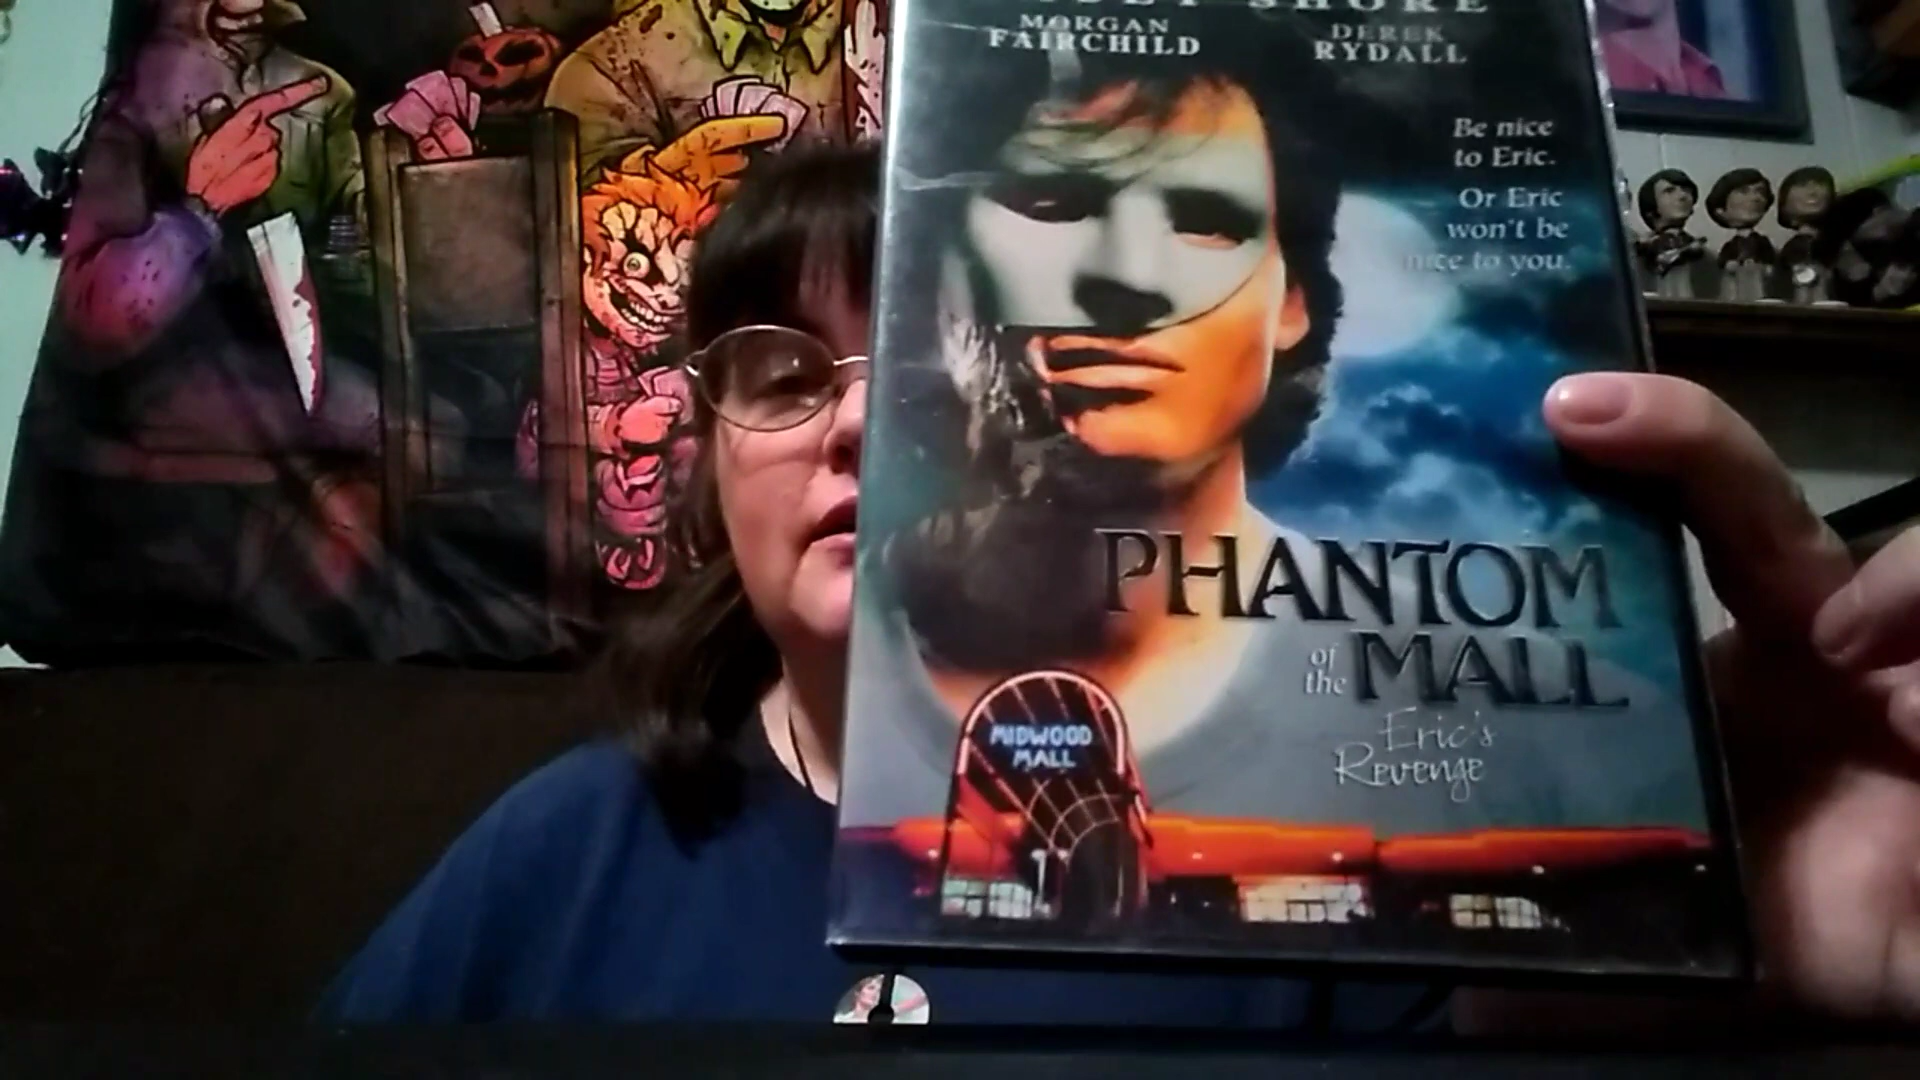 SHORE
MORGAN
FAIRCHILD
DEREK
RYDALL
Be nice
to Eric.
Or Eric
won't be
nice to you.
PHANTOM
of
the
MALL
Eric's
Revenge
MIDWOOD
MALL